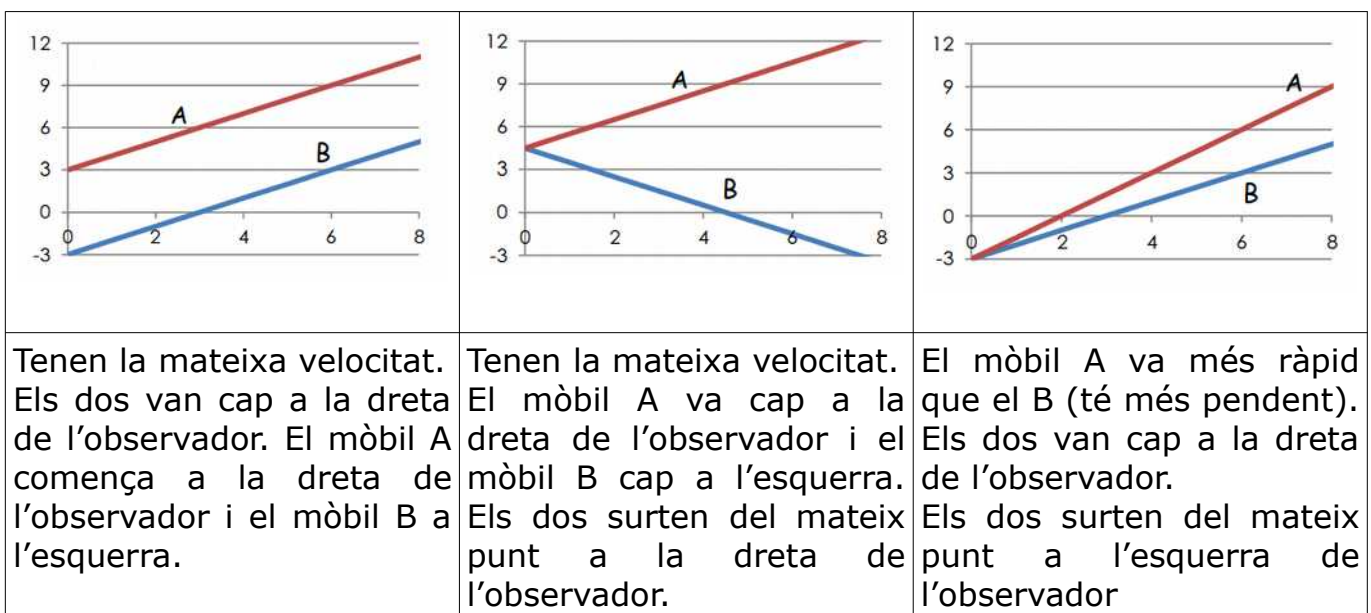 12
9
6
3
0
-3
0
2
4
6
8
A
B
12
9
6
3
0
-3
0
2
4
6
8
A
B
12
9
6
3
0
-3
0
2
4
6
8
A
B
Tenen la mateixa velocitat.
Els dos van cap a la dreta
de l’observador. El mòbil A
comença a la dreta de
l’observador i el mòbil B a
l’esquerra.
Tenen la mateixa velocitat.
El mòbil A va cap a la
dreta de l’observador i el
mòbil B cap a l’esquerra.
Els dos surten del mateix
punt a la dreta de
l’observador.
El mòbil A va més ràpid
que el B (té més pendent).
Els dos van cap a la dreta
de l’observador.
Els dos surten del mateix
punt a l’esquerra de
l’observador